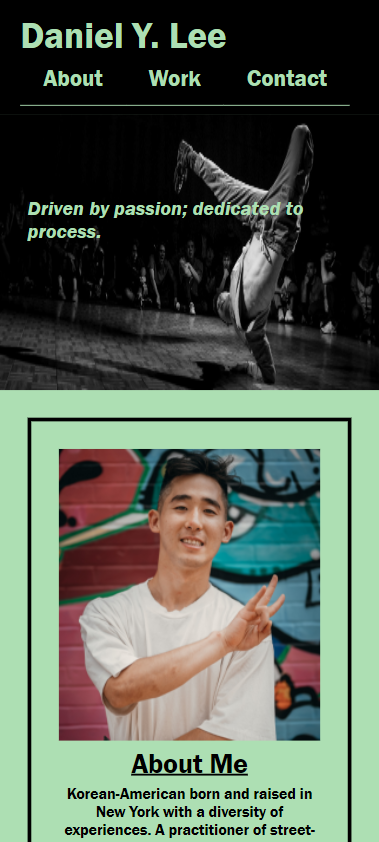 Daniel Y. Lee
About Work Contact
Driven by passion; dedicated to
process.
About Me
Korean-American born and raised in
New York with a diversity of
experiences. A practitioner of street-